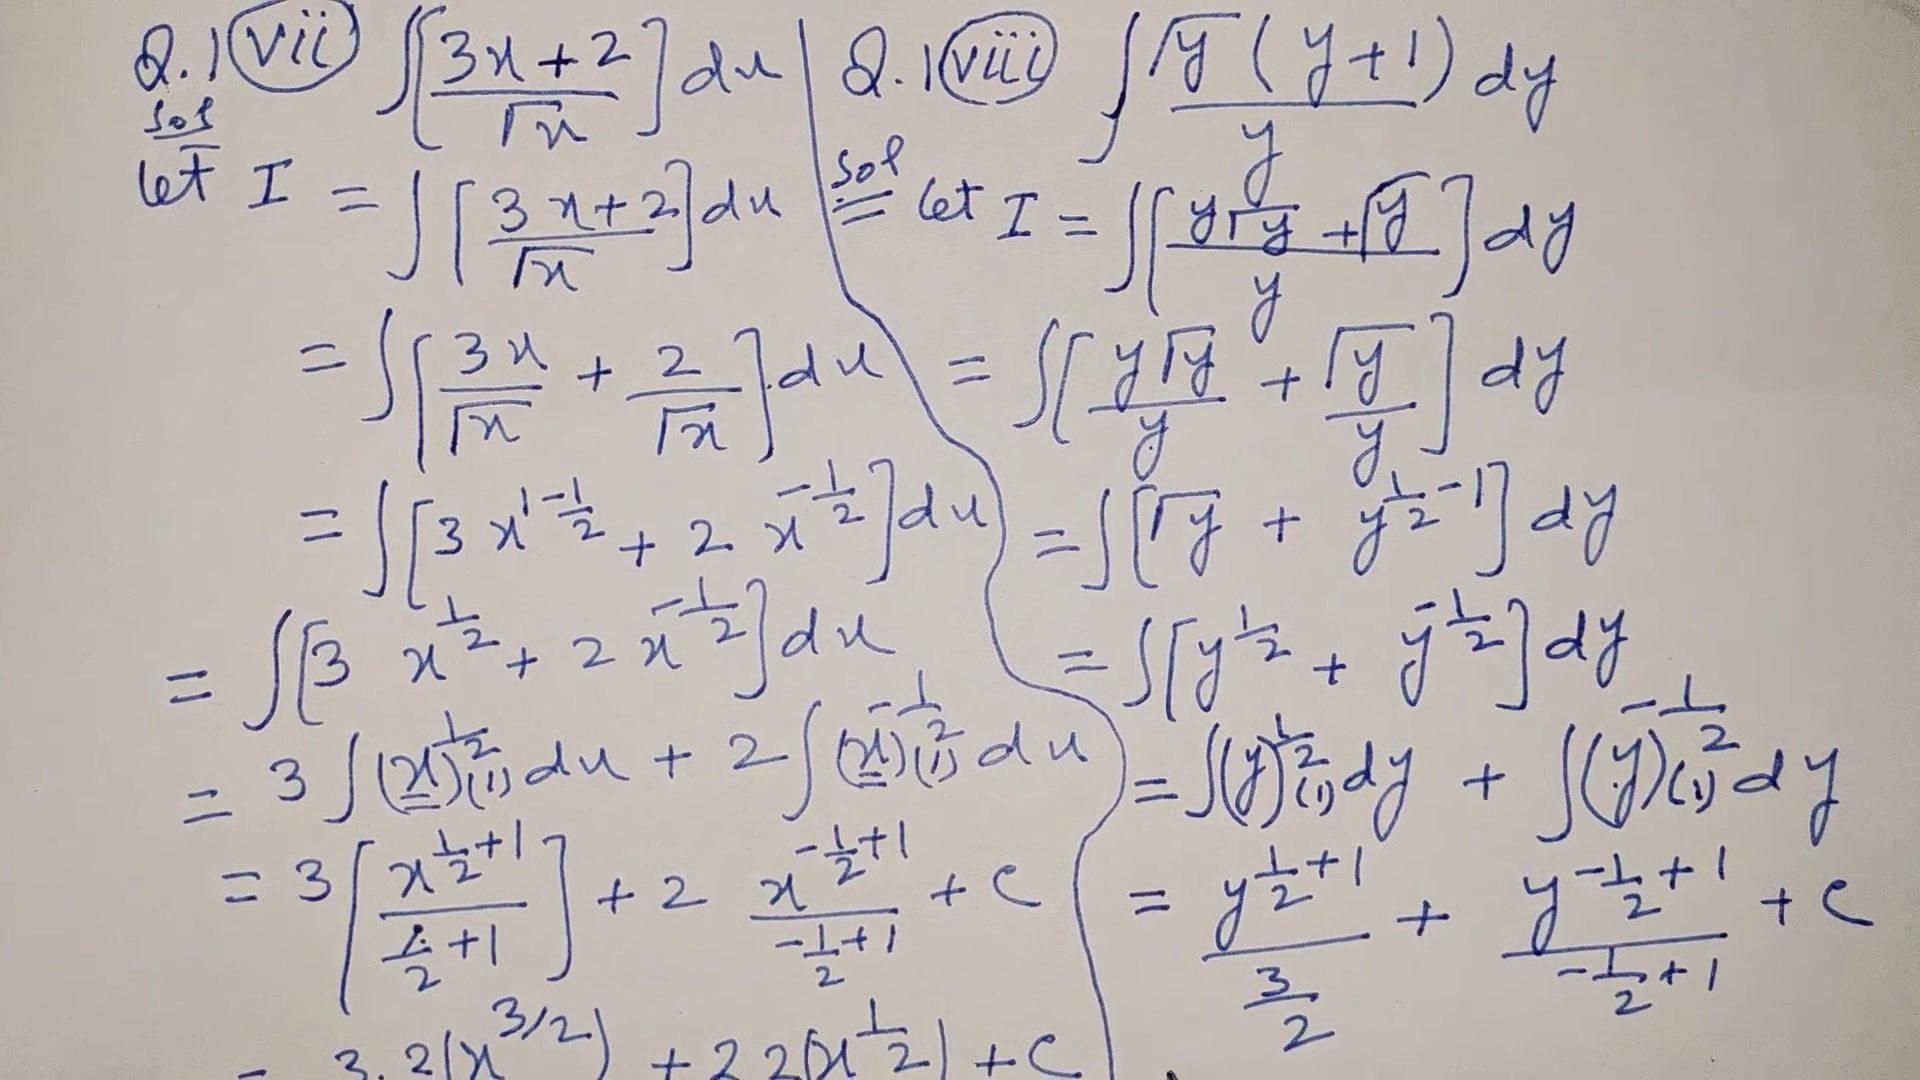 Q.1 (vii) ∫[(3x+2)/√x] dx
Sol
let I = ∫[(3x+2)/√x] dx
= ∫[3x/√x + 2/√x] dx
= ∫[3 x^(1-1/2) + 2 x^(-1/2)] dx
= ∫[3 x^(1/2) + 2 x^(-1/2)] dx
= 3 ∫(x)^(1/2) (1) dx + 2 ∫(x)^(-1/2) (1) dx
= 3 [x^(1/2+1)/(1/2+1)] + 2 x^(-1/2+1)/(-1/2+1) + c
= 3.2(x^(3/2)) + 2 2(x^(1/2)) + c
Q.1 (viii) ∫ √y (y+1)/y dy
Sol let I = ∫[(y√y + √y)/y] dy
= ∫[y√y/y + √y/y] dy
= ∫[√y + y^(1/2-1)] dy
= ∫[y^(1/2) + y^(-1/2)] dy
= ∫(y)^(1/2) (1) dy + ∫(y)^(-1/2) (1) dy
= y^(1/2+1)/(3/2) + y^(-1/2+1)/(-1/2+1) + c